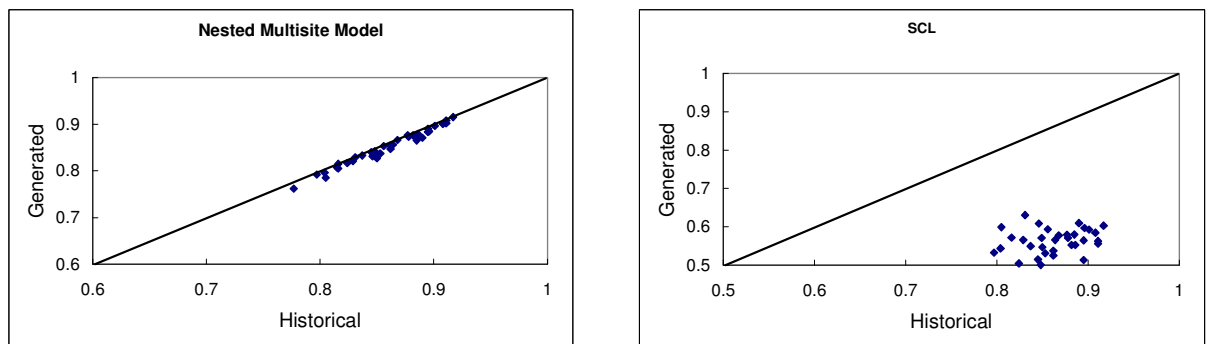 Nested Multisite Model
1
0.9
0.8
0.7
0.6
Generated
0.6 0.7 0.8 0.9 1
Historical
SCL
1
0.9
0.8
0.7
0.6
0.5
Generated
0.5 0.6 0.7 0.8 0.9 1
Historical